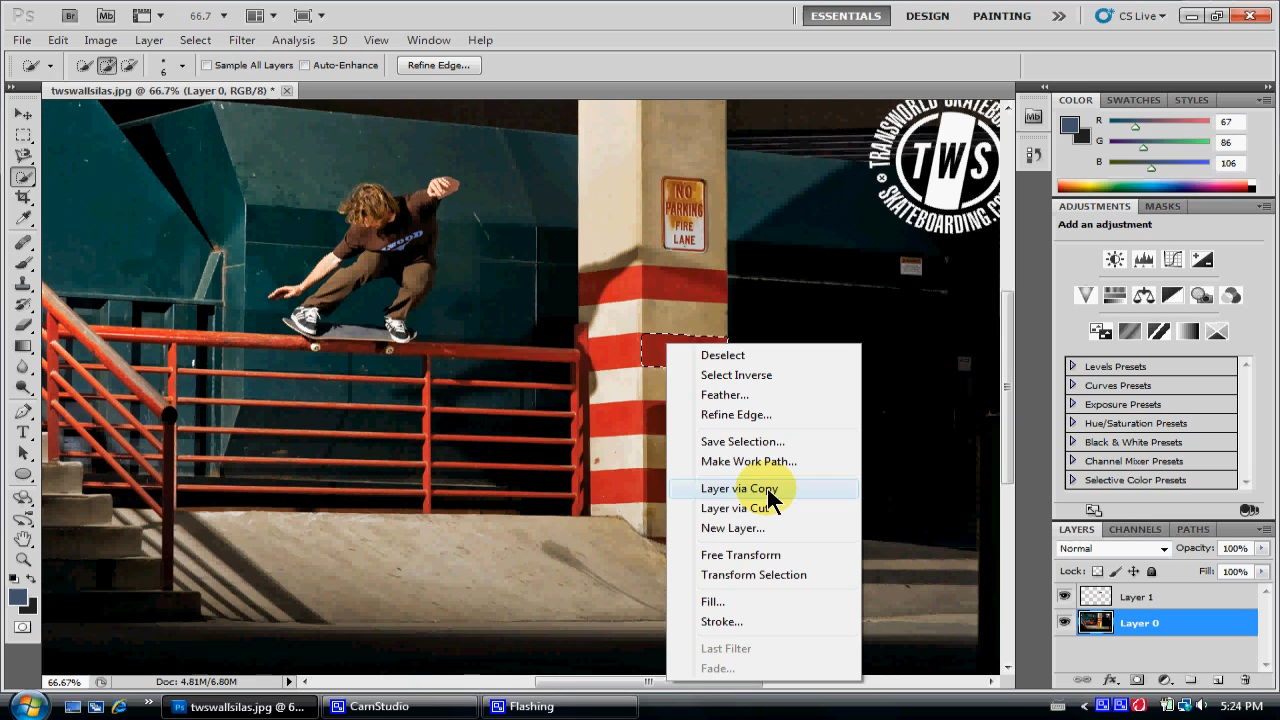 Ps Br Mb 66.7 ESSENTIALS DESIGN PAINTING CS Live
File Edit Image Layer Select Filter Analysis 3D View Window Help
6 Sample All Layers Auto-Enhance Refine Edge...
twswallsilas.jpg @ 66.7% (Layer 0, RGB/8) *
COLOR SWATCHES STYLES
Mb
R 67
G 86
B 106
TRANSWORLD SKATEBOARDING
TWS
SKATEBOARDING.COM
NO
PARKING
FIRE
LANE
ADJUSTMENTS MASKS
Add an adjustment
Levels Presets
Curves Presets
Exposure Presets
Hue/Saturation Presets
Black & White Presets
Channel Mixer Presets
Selective Color Presets
Deselect
Select Inverse
Feather...
Refine Edge...
Save Selection...
Make Work Path...
Layer via Copy
Layer via Cut
New Layer...
Free Transform
Transform Selection
Fill...
Stroke...
Last Filter
Fade...
LAYERS CHANNELS PATHS
Normal Opacity: 100%
Lock: Fill: 100%
Layer 1
Layer 0
66.67% Doc: 4.81M/6.80M
twswallsilas.jpg @ 6... CamStudio Flashing 5:24 PM